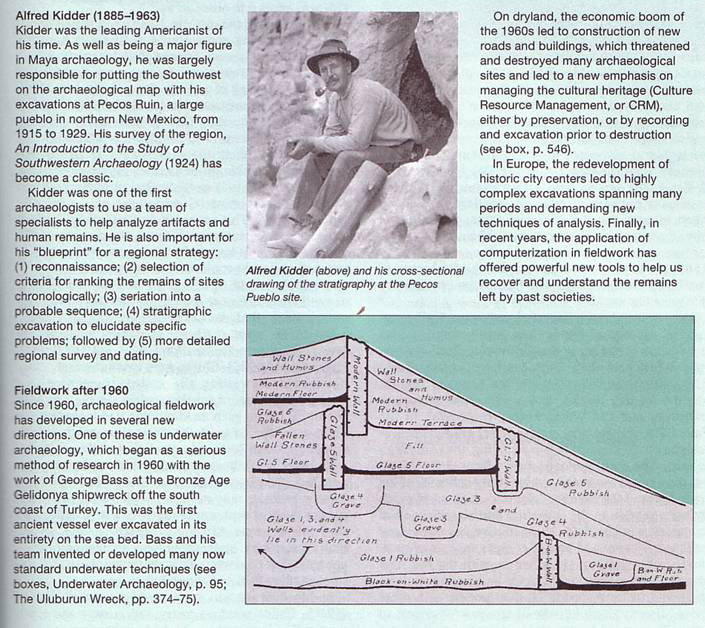 Alfred Kidder (1885–1963)
Kidder was the leading Americanist of
his time. As well as being a major figure
in Maya archaeology, he was largely
responsible for putting the Southwest
on the archaeological map with his
excavations at Pecos Ruin, a large
pueblo in northern New Mexico, from
1915 to 1929. His survey of the region,
An Introduction to the Study of
Southwestern Archaeology (1924) has
become a classic.
Kidder was one of the first
archaeologists to use a team of
specialists to help analyze artifacts and
human remains. He is also important for
his "blueprint" for a regional strategy:
(1) reconnaissance; (2) selection of
criteria for ranking the remains of sites
chronologically; (3) seriation into a
probable sequence; (4) stratigraphic
excavation to elucidate specific
problems; followed by (5) more detailed
regional survey and dating.
Fieldwork after 1960
Since 1960, archaeological fieldwork
has developed in several new
directions. One of these is underwater
archaeology, which began as a serious
method of research in 1960 with the
work of George Bass at the Bronze Age
Gelidonya shipwreck off the south
coast of Turkey. This was the first
ancient vessel ever excavated in its
entirety on the sea bed. Bass and his
team invented or developed many now
standard underwater techniques (see
boxes, Underwater Archaeology, p. 95;
The Uluburun Wreck, pp. 374–75).
Alfred Kidder (above) and his cross-sectional
drawing of the stratigraphy at the Pecos
Pueblo site.
On dryland, the economic boom of
the 1960s led to construction of new
roads and buildings, which threatened
and destroyed many archaeological
sites and led to a new emphasis on
managing the cultural heritage (Culture
Resource Management, or CRM),
either by preservation, or by recording
and excavation prior to destruction
(see box, p. 546).
In Europe, the redevelopment of
historic city centers led to highly
complex excavations spanning many
periods and demanding new
techniques of analysis. Finally, in
recent years, the application of
computerization in fieldwork has
offered powerful new tools to help us
recover and understand the remains
left by past societies.
Wall Stones
and Humus
Modern Rubbish
Modern Floor
Modern Wall
Wall
Stones
and
Humus
Modern
Rubbish
Modern Terrace
Glaze 6
Rubbish
Fallen
Wall Stones
Gl. 5 Floor
Glaze 5 Wall
Fill
Glaze 5 Floor
Gl. 5 Wall
Glaze 5
Rubbish
Glaze 4
Grave
Glaze 3
Grave
Glaze 3
and
Glaze 4
Rubbish
Glaze 1, 3, and 4
Walls evidently
lie in this direction
Glaze 1 Rubbish
Black-on-White Rubbish
B-on-W. Wall
Glaze 1
Grave
B-on-W. Rub.
and Floor